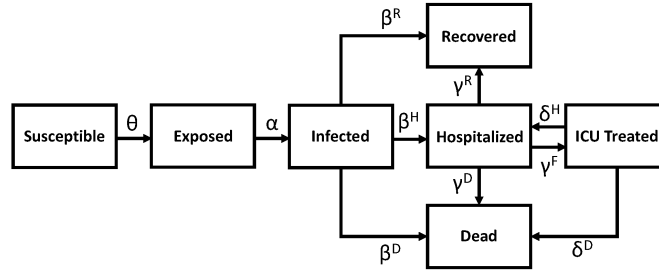 β^R
Recovered
γ^R
Susceptible
θ
Exposed
α
Infected
β^H
Hospitalized
δ^H
γ^F
ICU Treated
γ^D
β^D
Dead
δ^D